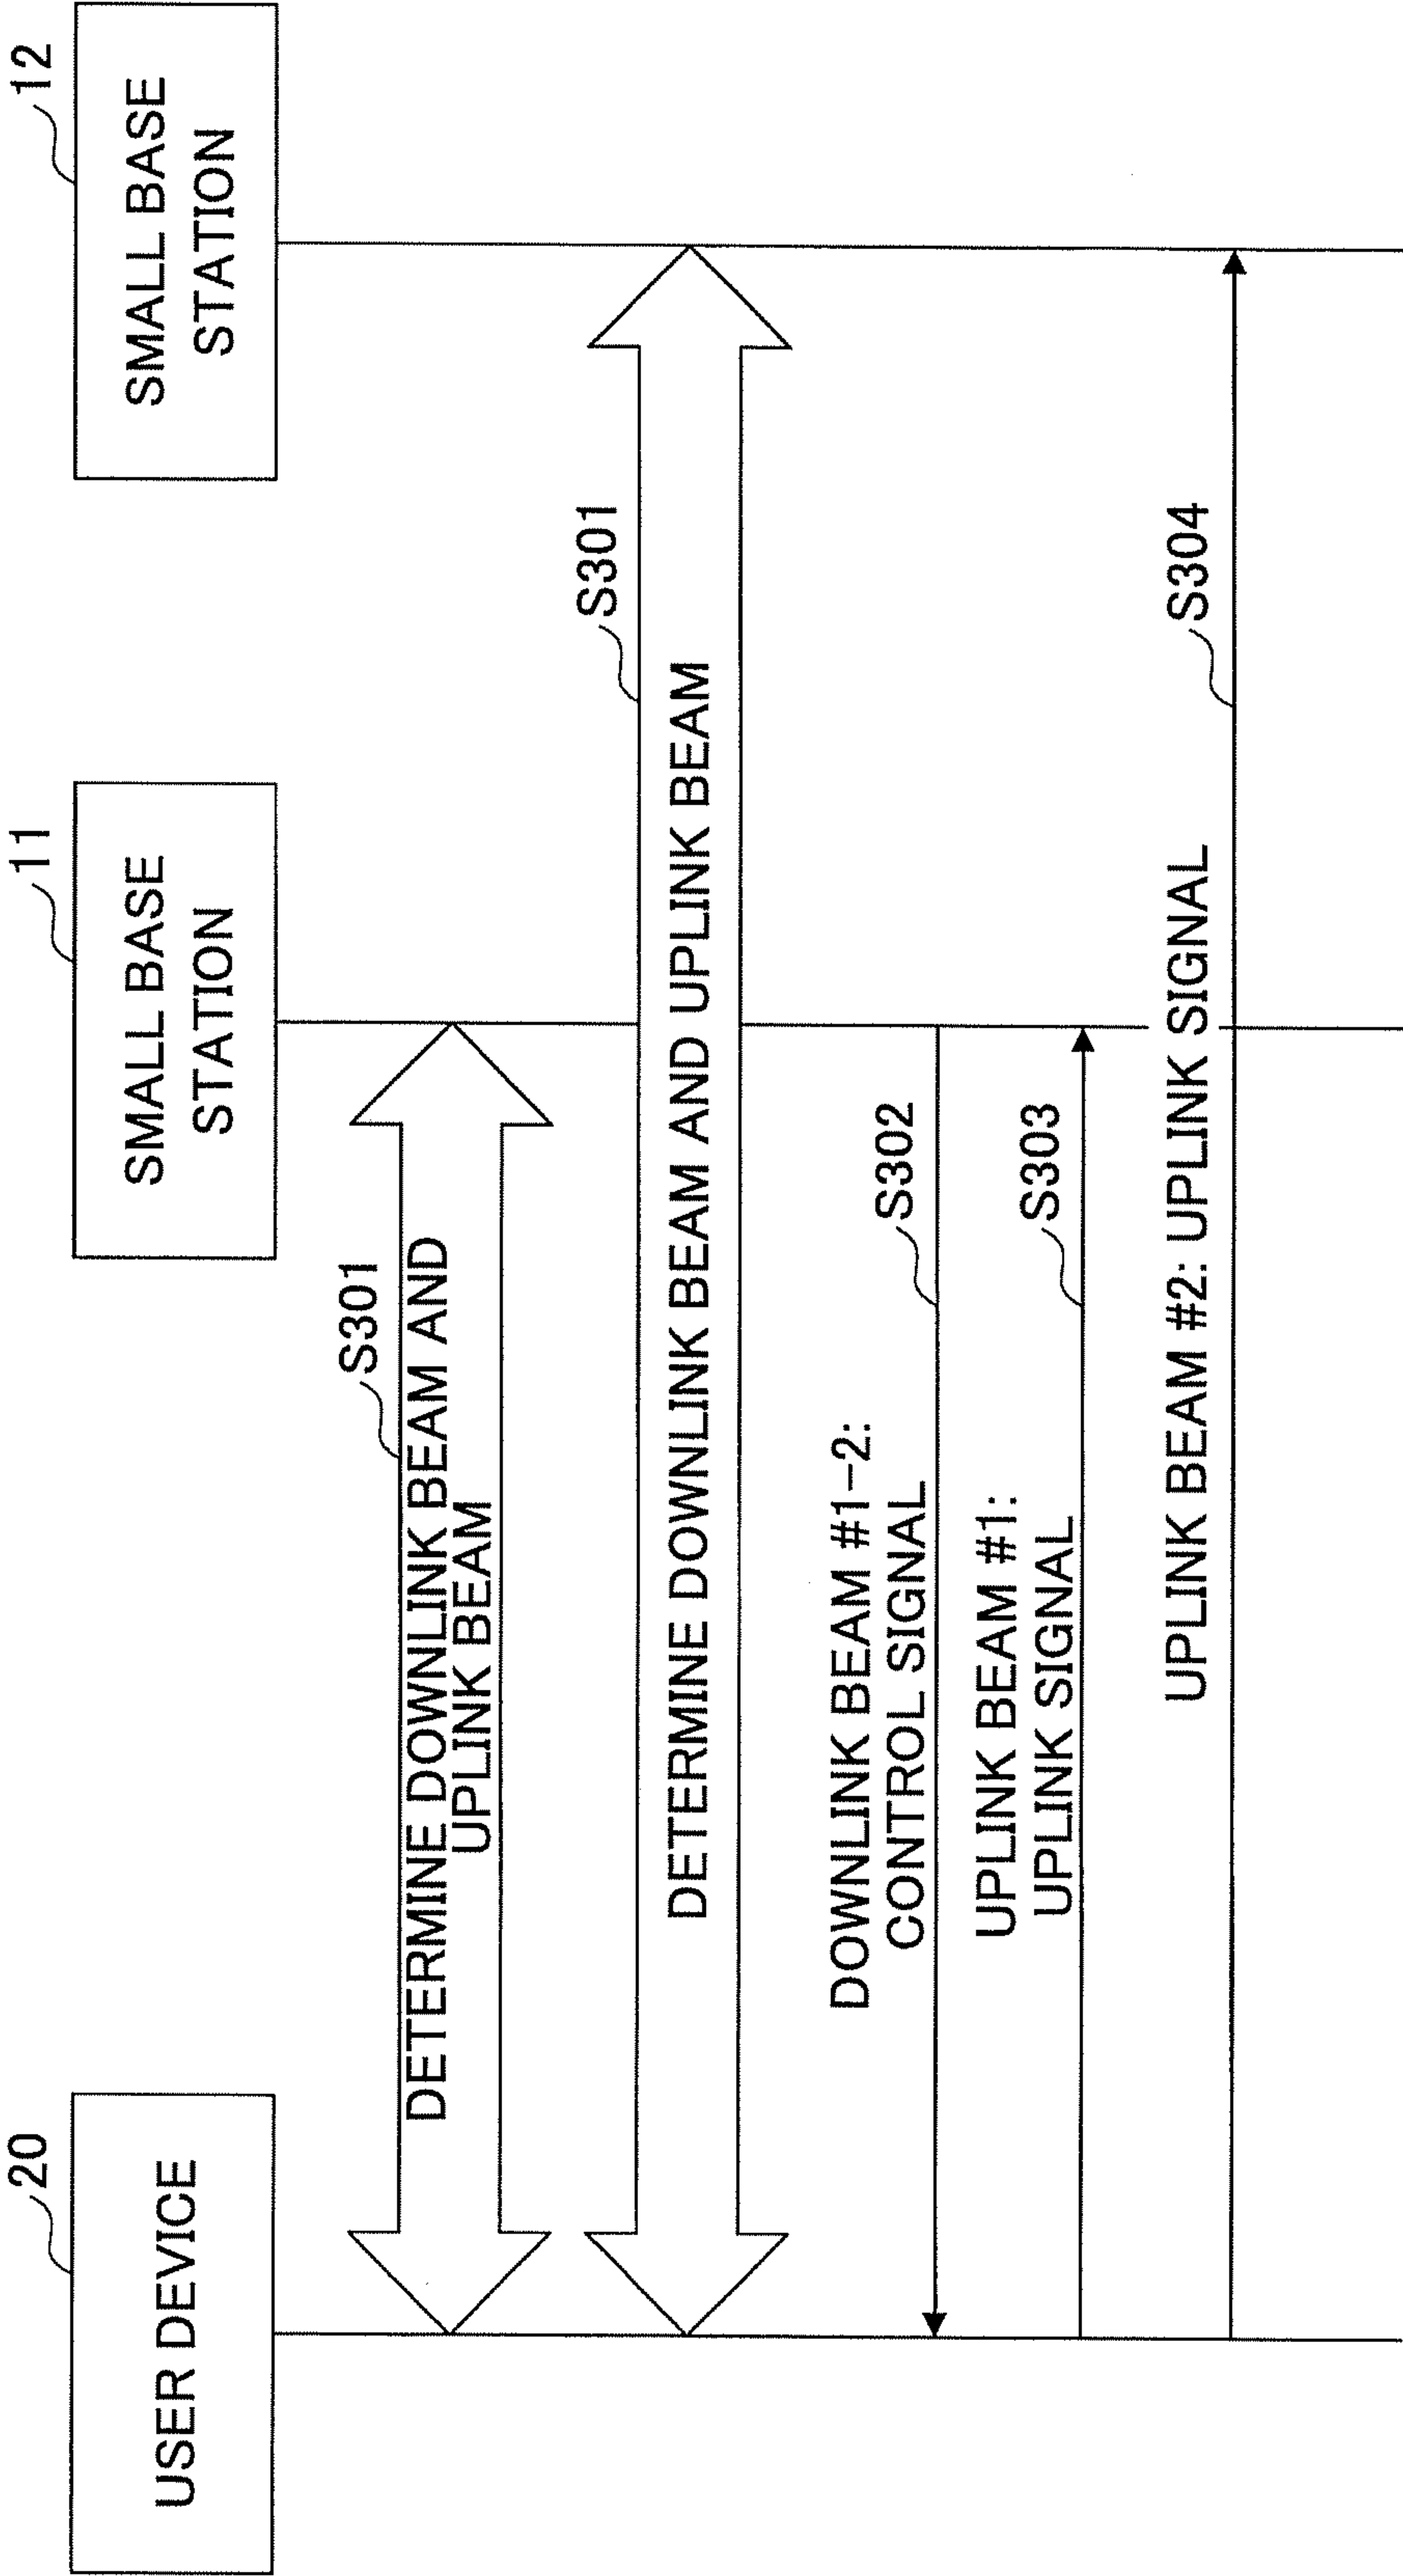 20
USER DEVICE
11
SMALL BASE
STATION
12
SMALL BASE
STATION
S301
DETERMINE DOWNLINK BEAM AND
UPLINK BEAM
S301
DETERMINE DOWNLINK BEAM AND UPLINK BEAM
DOWNLINK BEAM #1-2:
CONTROL SIGNAL
S302
UPLINK BEAM #1:
UPLINK SIGNAL
S303
UPLINK BEAM #2: UPLINK SIGNAL
S304